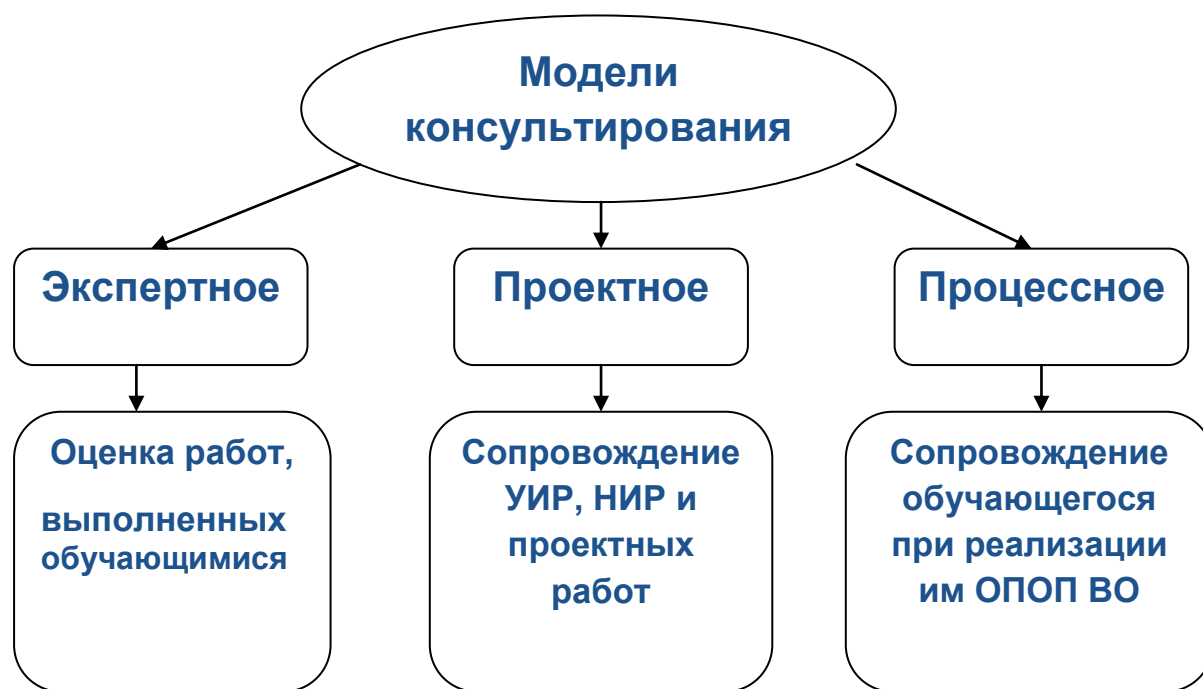 Модели
консультирования
Экспертное
Проектное
Процессное
Оценка работ,
выполненных
обучающимися
Сопровождение
УИР, НИР и
проектных
работ
Сопровождение
обучающегося
при реализации
им ОПОП ВО